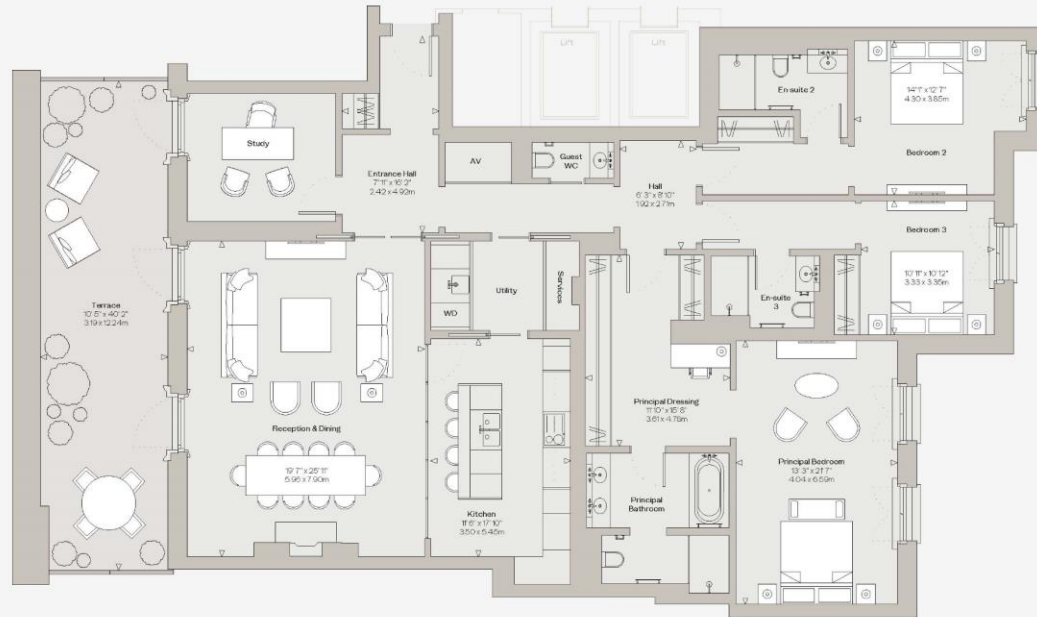 Lift
Lift
En-suite 2
14'1" x 12'7"
4.30 x 3.85m
Bedroom 2
Study
AV
Guest
WC
Entrance Hall
7'11" x 16'2"
2.42 x 4.92m
Hall
6'3" x 8'10"
1.92 x 2.71m
Bedroom 3
10'11" x 10'12"
3.33 x 3.35m
Terrace
10'5" x 40'2"
3.19 x 12.24m
Utility
Services
WD
En-suite
3
Principal Dressing
11'10" x 15'8"
3.61 x 4.78m
Reception & Dining
19'7" x 25'11"
5.96 x 7.90m
Kitchen
11'6" x 17'10"
3.50 x 5.45m
Principal
Bathroom
Principal Bedroom
13'3" x 21'7"
4.04 x 6.59m